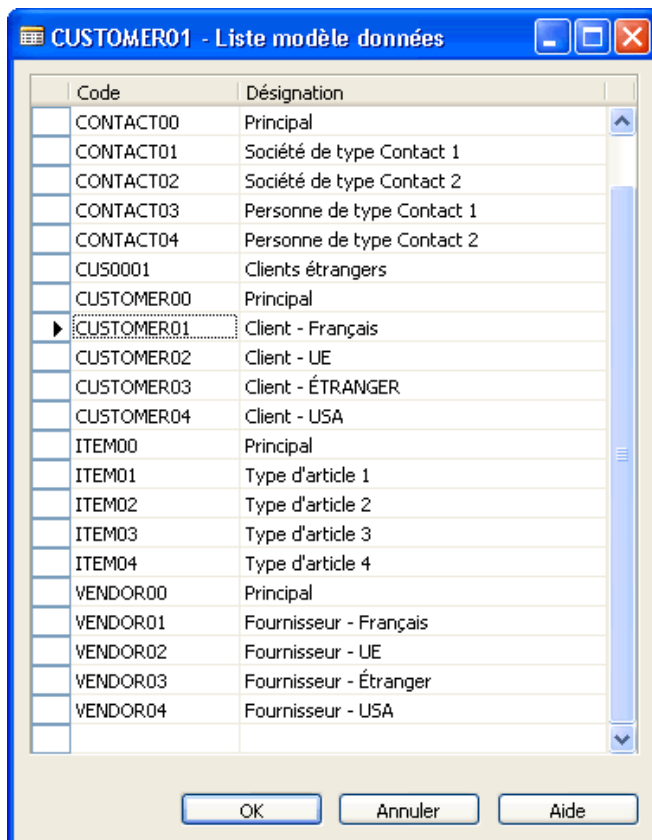 CUSTOMER01 - Liste modèle données
Code Désignation
CONTACT00 Principal
CONTACT01 Société de type Contact 1
CONTACT02 Société de type Contact 2
CONTACT03 Personne de type Contact 1
CONTACT04 Personne de type Contact 2
CUS0001 Clients étrangers
CUSTOMER00 Principal
CUSTOMER01 Client - Français
CUSTOMER02 Client - UE
CUSTOMER03 Client - ÉTRANGER
CUSTOMER04 Client - USA
ITEM00 Principal
ITEM01 Type d'article 1
ITEM02 Type d'article 2
ITEM03 Type d'article 3
ITEM04 Type d'article 4
VENDOR00 Principal
VENDOR01 Fournisseur - Français
VENDOR02 Fournisseur - UE
VENDOR03 Fournisseur - Étranger
VENDOR04 Fournisseur - USA
OK Annuler Aide